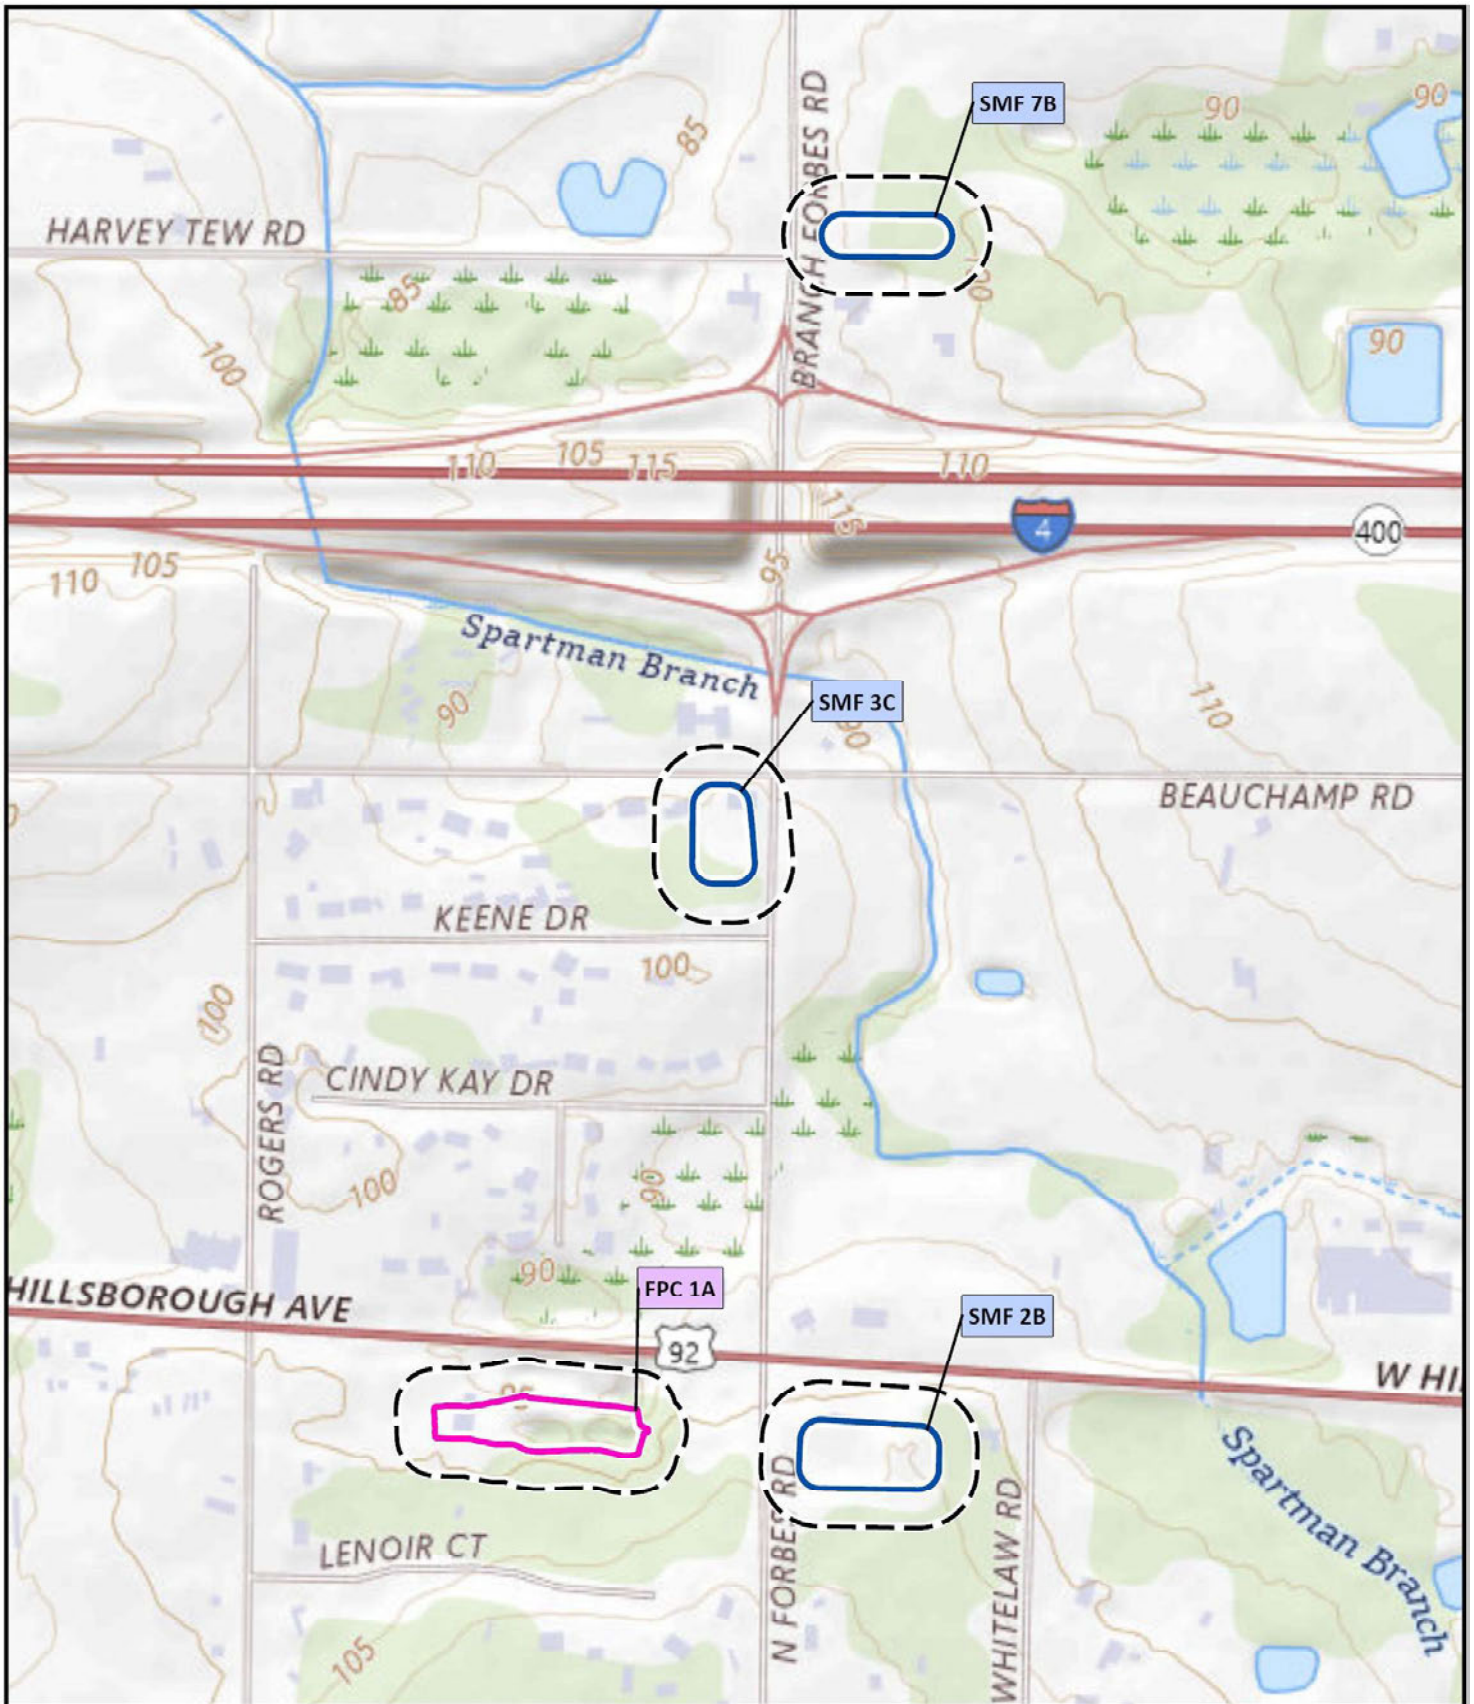 SMF 7B
90
90
BRANCH FORBES RD
85
HARVEY TEW RD
85
90
90
100
110
105
115
110
115
4
400
95
105
110
Spartman Branch
SMF 3C
90
90
110
BEAUCHAMP RD
KEENE DR
100
100
ROGERS RD
CINDY KAY DR
100
90
90
HILLSBOROUGH AVE
FPC 1A
SMF 2B
92
W HI
N FORBES RD
WHITELAW RD
Spartman Branch
LENOIR CT
105